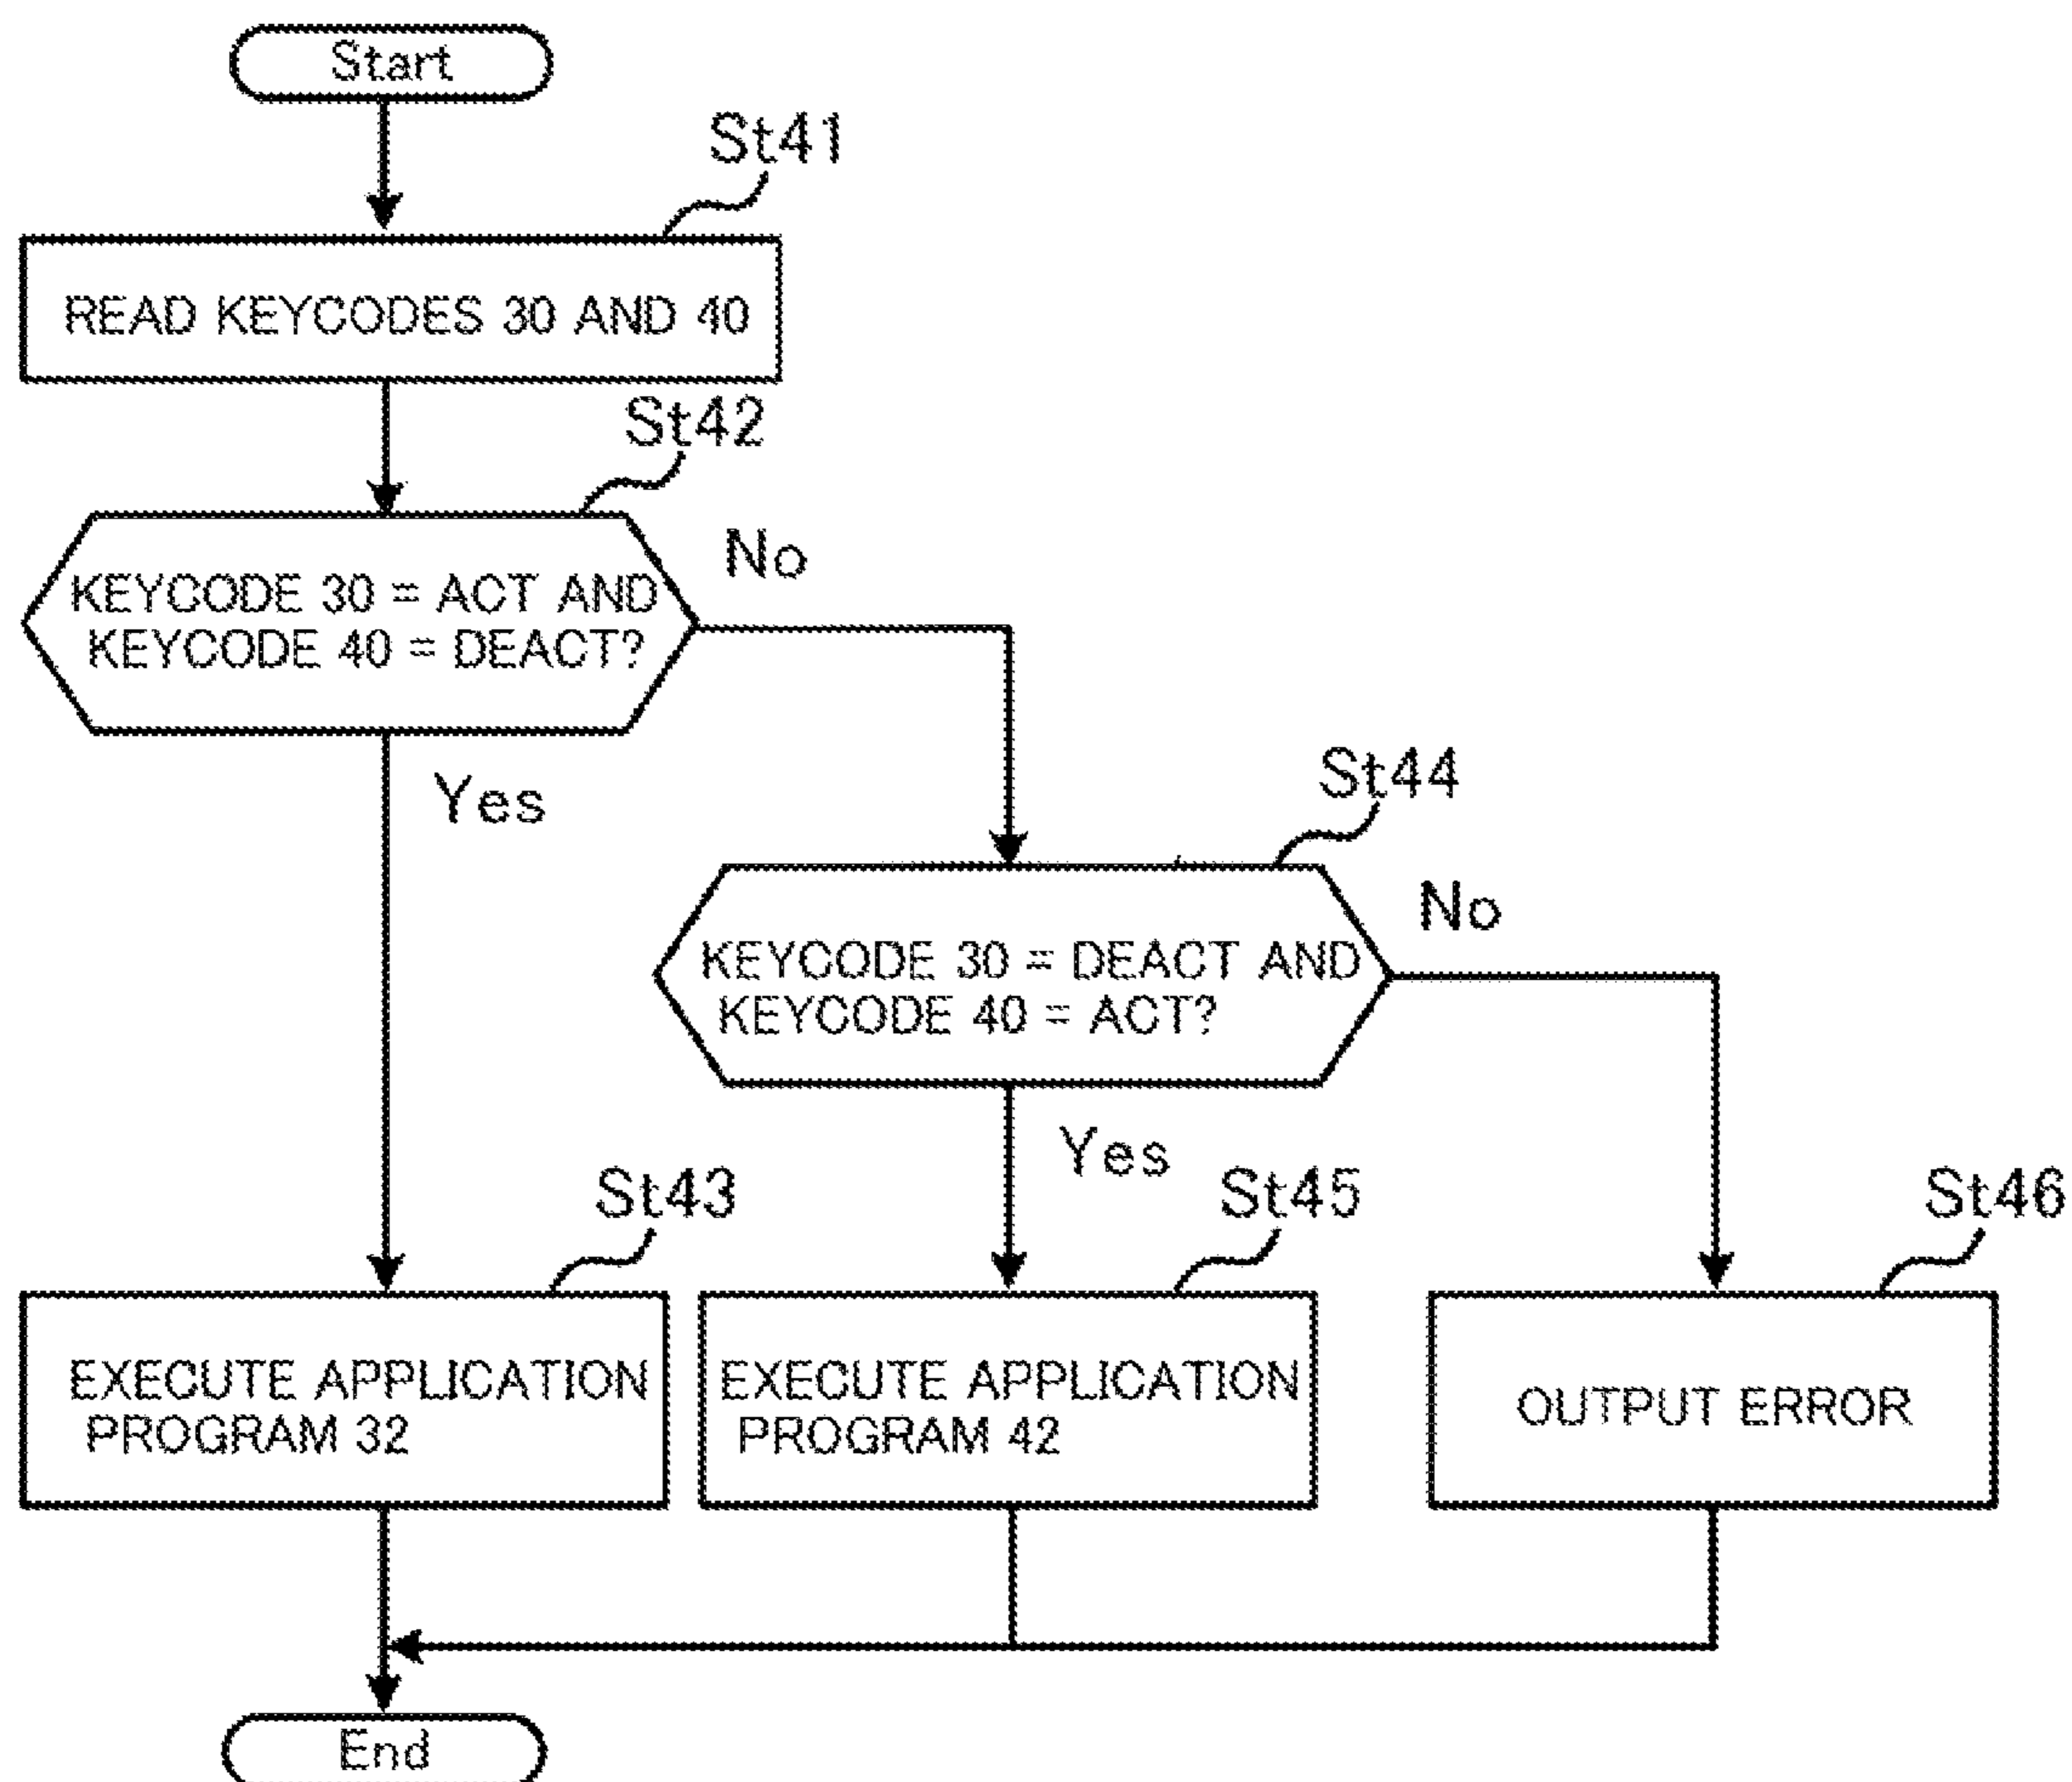 Start
St41
READ KEYCODES 30 AND 40
St42
KEYCODE 30 = ACT AND
KEYCODE 40 = DEACT?
No
Yes
St44
KEYCODE 30 = DEACT AND
KEYCODE 40 = ACT?
No
Yes
St43
EXECUTE APPLICATION
PROGRAM 32
St45
EXECUTE APPLICATION
PROGRAM 42
St46
OUTPUT ERROR
End